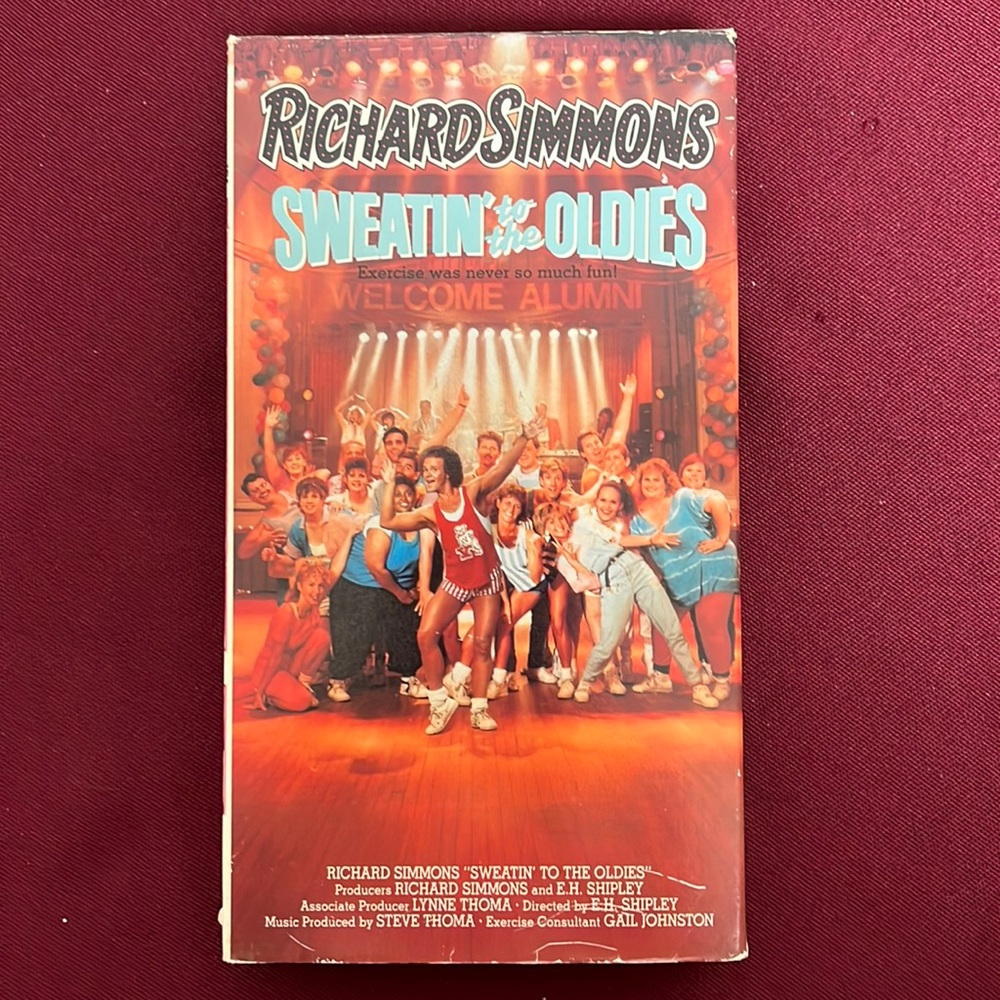 RICHARD SIMMONS
SWEATIN' to the OLDIES
Exercise was never so much fun!
WELCOME ALUMNI
RICHARD SIMMONS "SWEATIN' TO THE OLDIES"
Producers RICHARD SIMMONS and E.H. SHIPLEY
Associate Producer LYNNE THOMA · Directed by E.H. SHIPLEY
Music Produced by STEVE THOMA · Exercise Consultant GAIL JOHNSTON